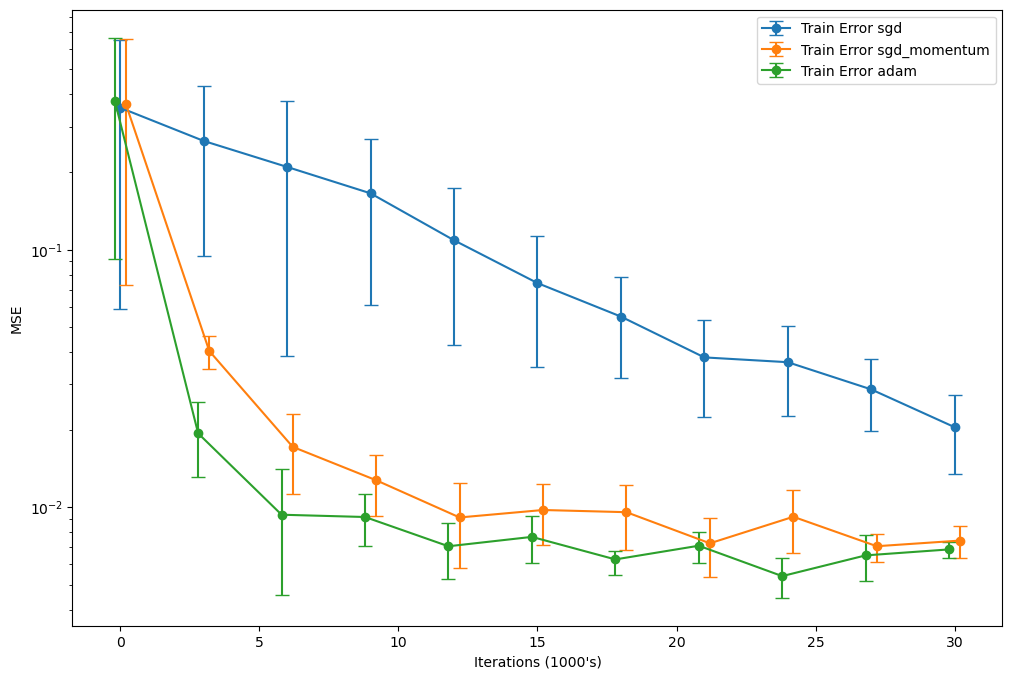 Train Error sgd
Train Error sgd_momentum
Train Error adam
10⁻¹
10⁻²
MSE
0 5 10 15 20 25 30
Iterations (1000's)